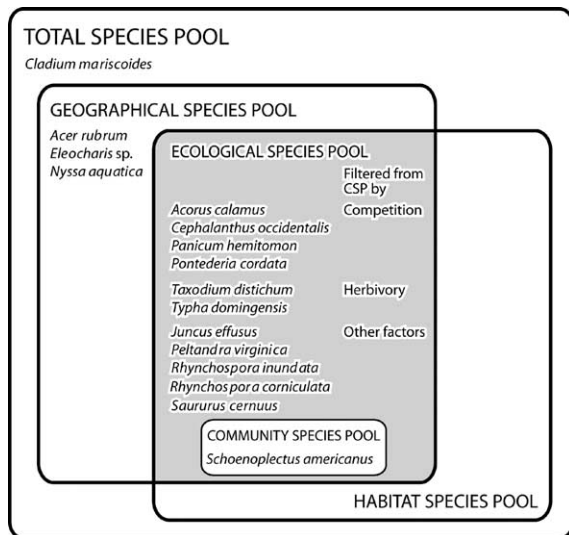 TOTAL SPECIES POOL
Cladium mariscoides
GEOGRAPHICAL SPECIES POOL
Acer rubrum
Eleocharis sp.
Nyssa aquatica
ECOLOGICAL SPECIES POOL
Filtered from
CSP by
Acorus calamus Competition
Cephalanthus occidentalis
Panicum hemitomon
Pontederia cordata
Taxodium distichum Herbivory
Typha domingensis
Juncus effusus Other factors
Peltandra virginica
Rhynchospora inundata
Rhynchospora corniculata
Saururus cernuus
COMMUNITY SPECIES POOL
Schoenoplectus americanus
HABITAT SPECIES POOL